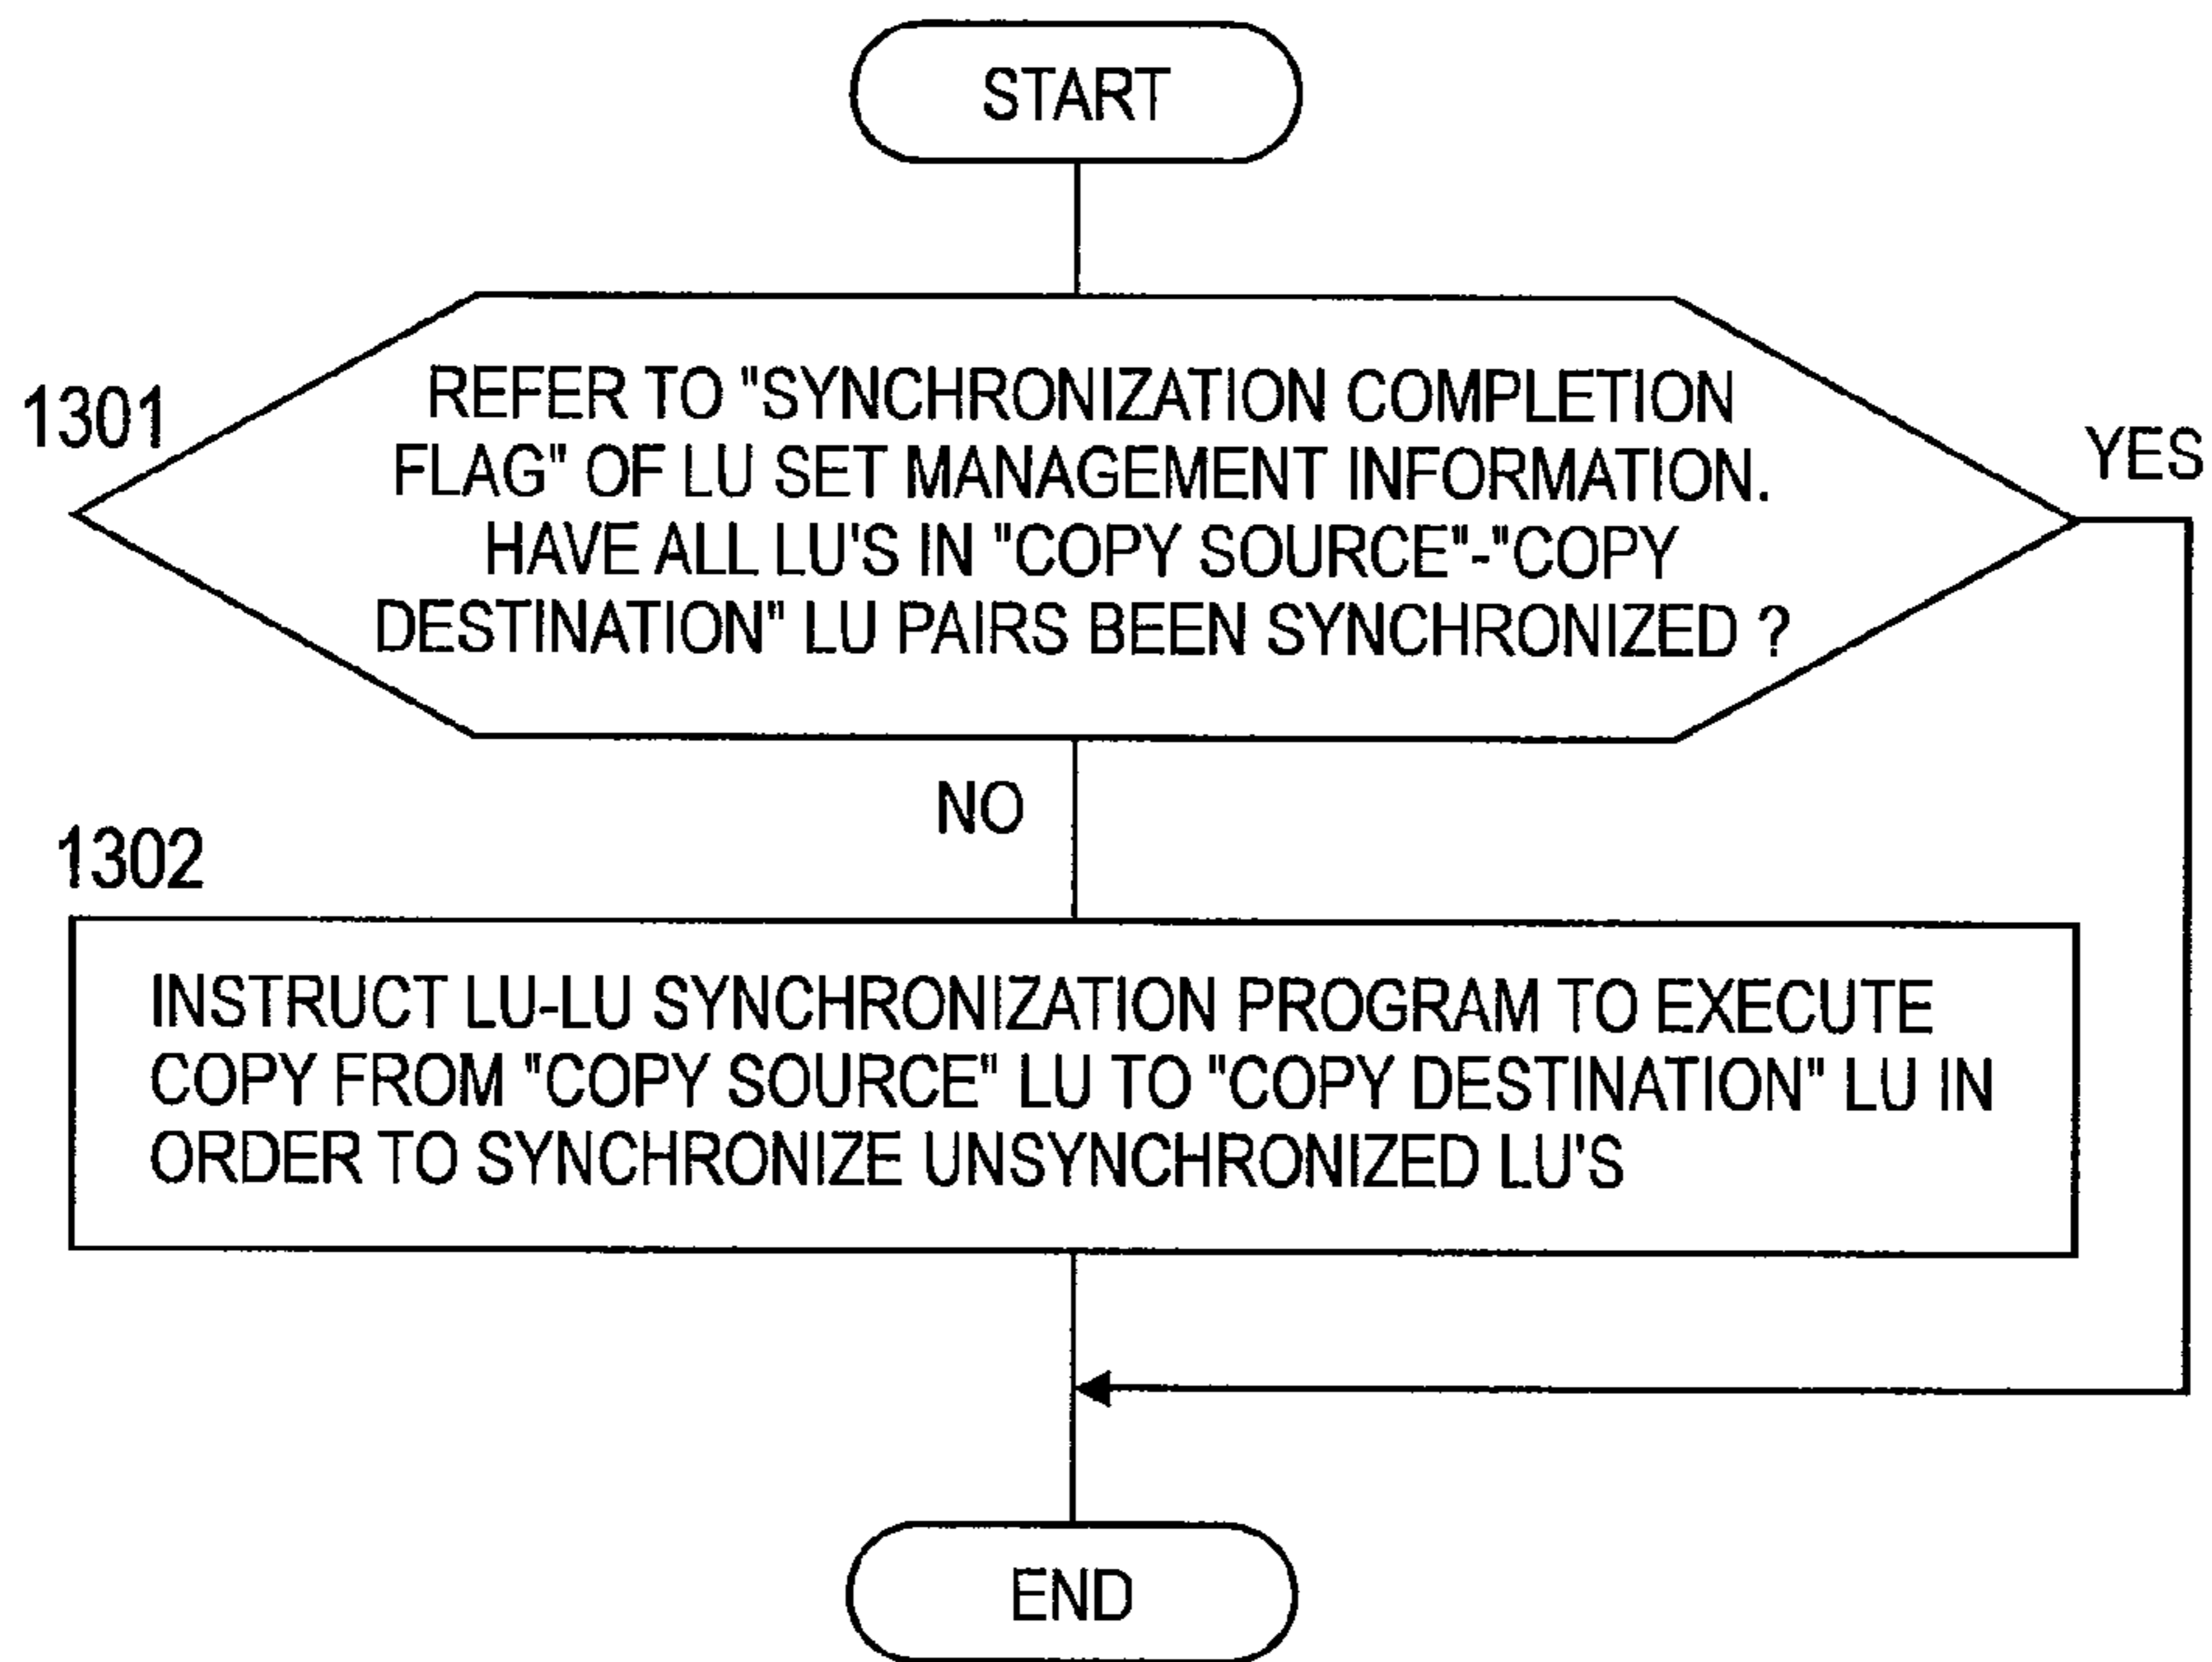 START
1301
REFER TO "SYNCHRONIZATION COMPLETION
FLAG" OF LU SET MANAGEMENT INFORMATION.
HAVE ALL LU'S IN "COPY SOURCE"-"COPY
DESTINATION" LU PAIRS BEEN SYNCHRONIZED ?
YES
NO
1302
INSTRUCT LU-LU SYNCHRONIZATION PROGRAM TO EXECUTE
COPY FROM "COPY SOURCE" LU TO "COPY DESTINATION" LU IN
ORDER TO SYNCHRONIZE UNSYNCHRONIZED LU'S
END